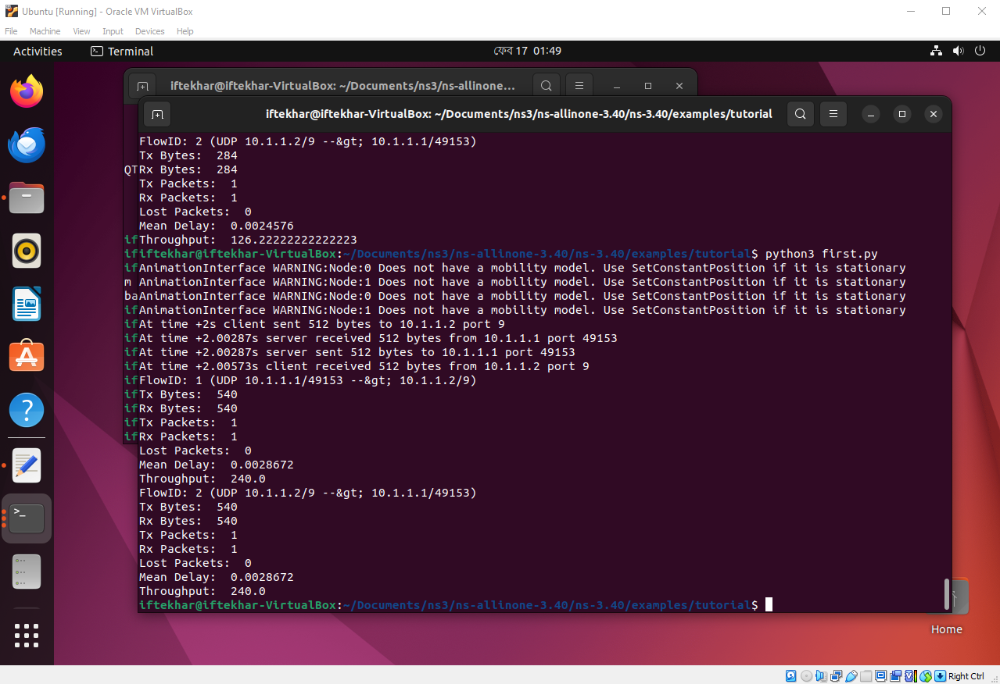 Ubuntu [Running] - Oracle VM VirtualBox
File Machine View Input Devices Help
Activities Terminal ফেব 17 01:49
iftekhar@iftekhar-VirtualBox: ~/Documents/ns3/ns-allinone...
iftekhar@iftekhar-VirtualBox: ~/Documents/ns3/ns-allinone-3.40/ns-3.40/examples/tutorial
FlowID: 2 (UDP 10.1.1.2/9 --&gt; 10.1.1.1/49153)
Tx Bytes: 284
QT
Rx Bytes: 284
Tx Packets: 1
Rx Packets: 1
Lost Packets: 0
Mean Delay: 0.0024576
if
Throughput: 126.22222222222223
if
iftekhar@iftekhar-VirtualBox:~/Documents/ns3/ns-allinone-3.40/ns-3.40/examples/tutorial$ python3 first.py
if
AnimationInterface WARNING:Node:0 Does not have a mobility model. Use SetConstantPosition if it is stationary
m
AnimationInterface WARNING:Node:1 Does not have a mobility model. Use SetConstantPosition if it is stationary
ba
AnimationInterface WARNING:Node:0 Does not have a mobility model. Use SetConstantPosition if it is stationary
if
AnimationInterface WARNING:Node:1 Does not have a mobility model. Use SetConstantPosition if it is stationary
if
At time +2s client sent 512 bytes to 10.1.1.2 port 9
if
At time +2.00287s server received 512 bytes from 10.1.1.1 port 49153
if
At time +2.00287s server sent 512 bytes to 10.1.1.1 port 49153
if
At time +2.00573s client received 512 bytes from 10.1.1.2 port 9
if
FlowID: 1 (UDP 10.1.1.1/49153 --&gt; 10.1.1.2/9)
if
Tx Bytes: 540
if
Rx Bytes: 540
if
Tx Packets: 1
if
Rx Packets: 1
Lost Packets: 0
Mean Delay: 0.0028672
Throughput: 240.0
FlowID: 2 (UDP 10.1.1.2/9 --&gt; 10.1.1.1/49153)
Tx Bytes: 540
Rx Bytes: 540
Tx Packets: 1
Rx Packets: 1
Lost Packets: 0
Mean Delay: 0.0028672
Throughput: 240.0
iftekhar@iftekhar-VirtualBox:~/Documents/ns3/ns-allinone-3.40/ns-3.40/examples/tutorial$
Home
Right Ctrl